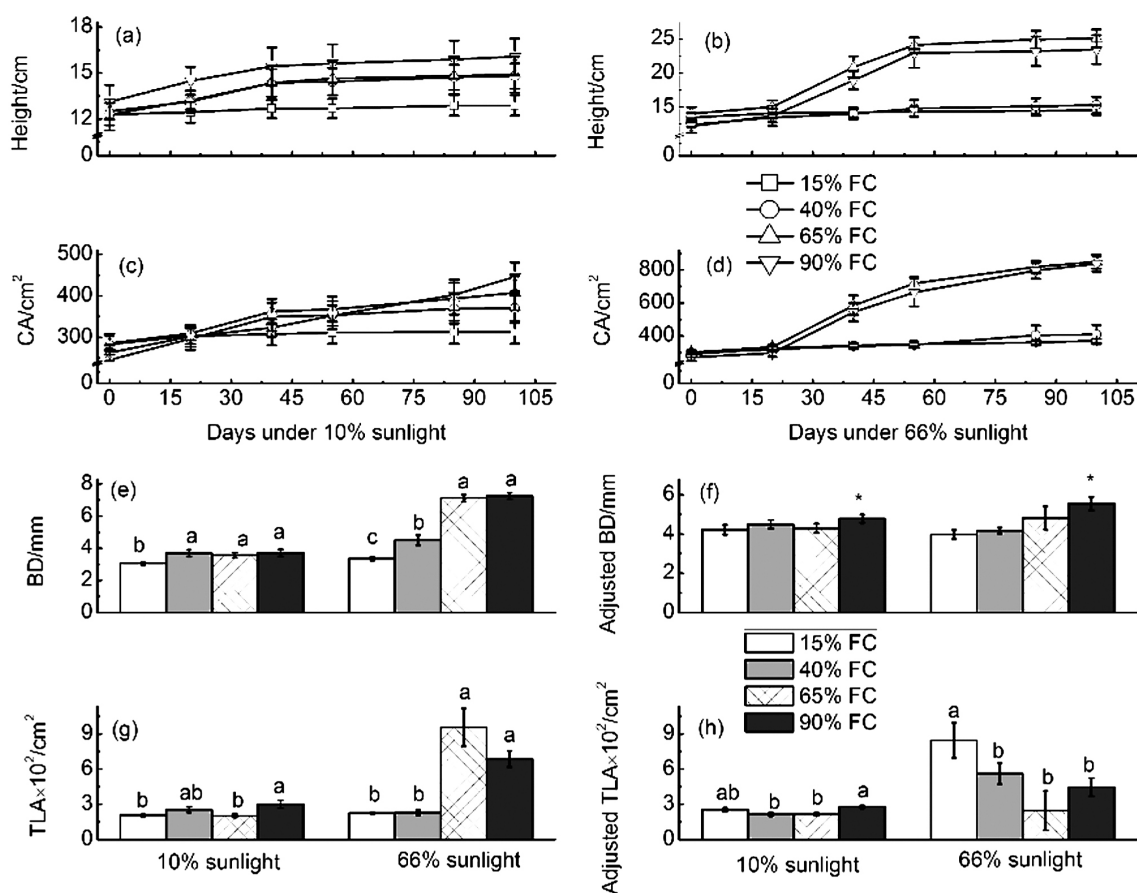 (a)
Height/cm
18
15
12
0
(b)
Height/cm
25
15
5
0
15% FC
40% FC
65% FC
90% FC
(c)
CA/cm2
500
400
300
0
0 15 30 45 60 75 90 105
Days under 10% sunlight
(d)
CA/cm2
800
600
400
0
0 15 30 45 60 75 90 105
Days under 66% sunlight
(e)
BD/mm
8
6
4
2
0
b a a a
c b a a
(f)
Adjusted BD/mm
6
4
2
0
*
*
15% FC
40% FC
65% FC
90% FC
(g)
TLA×102/cm2
9
6
3
0
b ab b a
b b a a
10% sunlight 66% sunlight
(h)
Adjusted TLA×102/cm2
9
6
3
0
ab b b a
a b b b
10% sunlight 66% sunlight